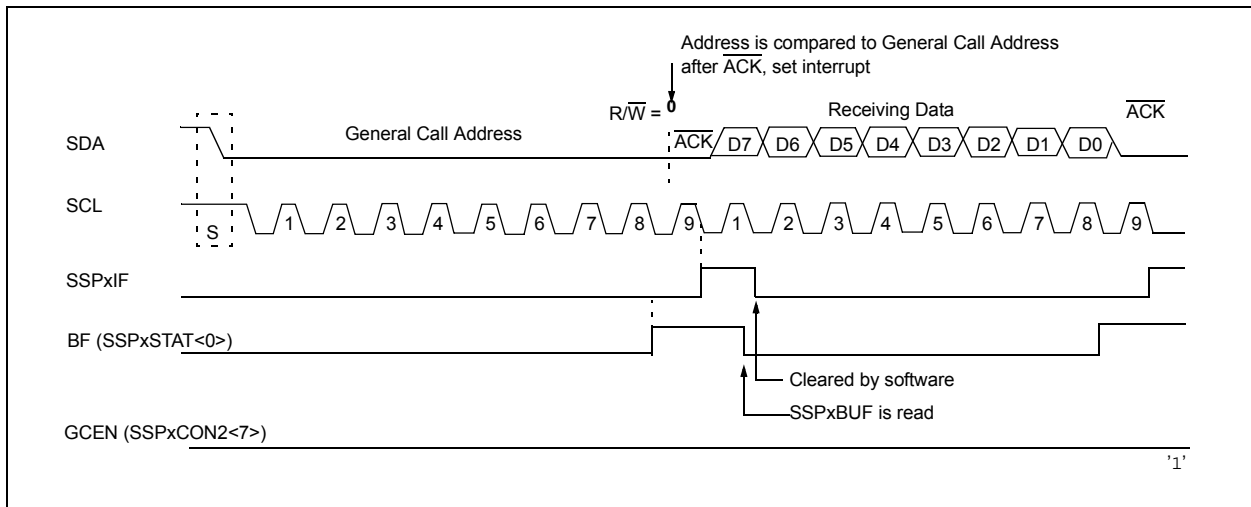 Address is compared to General Call Address
after ACK, set interrupt
R/W = 0
General Call Address
Receiving Data
ACK
SDA
ACK D7 D6 D5 D4 D3 D2 D1 D0
SCL
S 1 2 3 4 5 6 7 8 9 1 2 3 4 5 6 7 8 9
SSPxIF
BF (SSPxSTAT<0>)
Cleared by software
SSPxBUF is read
GCEN (SSPxCON2<7>)
'1'